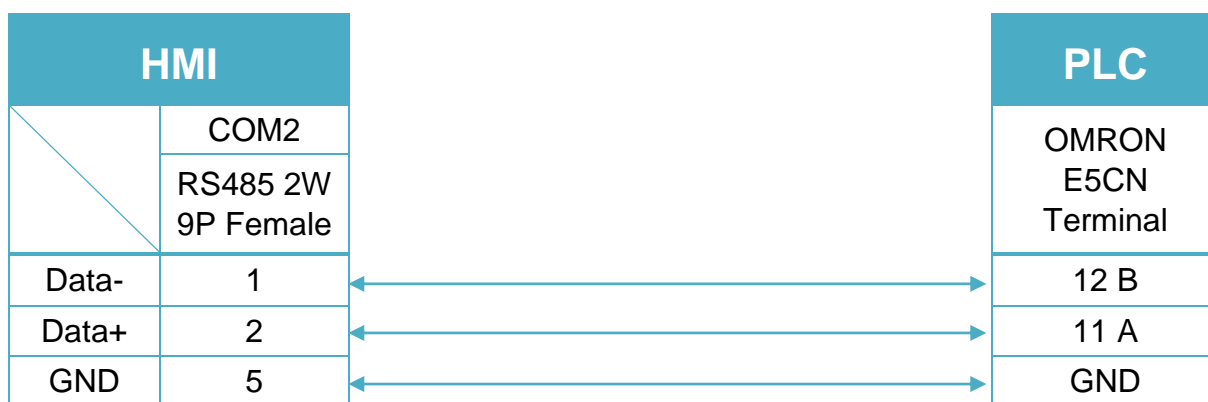 HMI
PLC
COM2
OMRON
E5CN
Terminal
RS485 2W
9P Female
Data- 1 12 B
Data+ 2 11 A
GND 5 GND